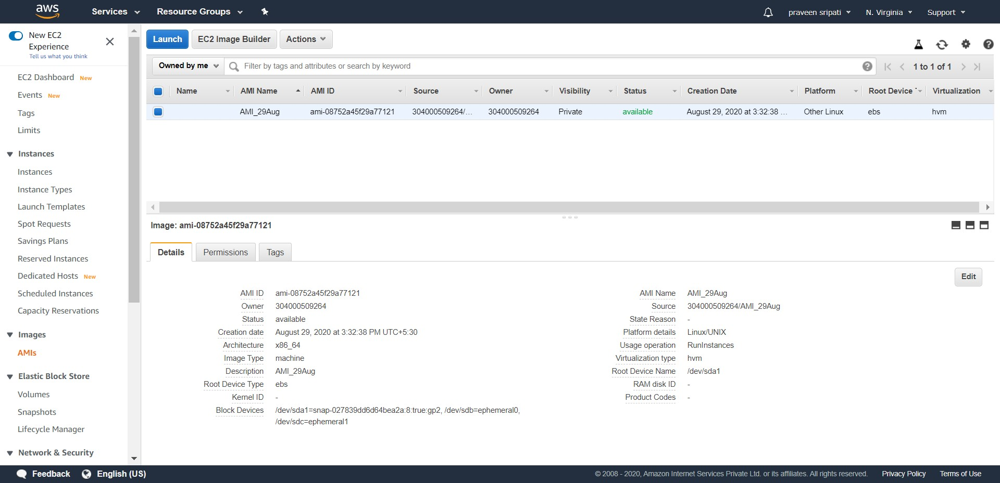 aws Services Resource Groups praveen sripati N. Virginia Support
New EC2
Experience
Tell us what you think
EC2 Dashboard New
Events New
Tags
Limits
Instances
Instances
Instance Types
Launch Templates
Spot Requests
Savings Plans
Reserved Instances
Dedicated Hosts New
Scheduled Instances
Capacity Reservations
Images
AMIs
Elastic Block Store
Volumes
Snapshots
Lifecycle Manager
Network & Security
Launch EC2 Image Builder Actions
Owned by me Filter by tags and attributes or search by keyword 1 to 1 of 1
Name AMI Name AMI ID Source Owner Visibility Status Creation Date Platform Root Device Virtualization
AMI_29Aug ami-08752a45f29a77121 304000509264/... 304000509264 Private available August 29, 2020 at 3:32:38 ... Other Linux ebs hvm
Image: ami-08752a45f29a77121
Details Permissions Tags
Edit
AMI ID ami-08752a45f29a77121
Owner 304000509264
Status available
Creation date August 29, 2020 at 3:32:38 PM UTC+5:30
Architecture x86_64
Image Type machine
Description AMI_29Aug
Root Device Type ebs
Kernel ID -
Block Devices /dev/sda1=snap-027839dd6d64bea2a:8:true:gp2, /dev/sdb=ephemeral0,
/dev/sdc=ephemeral1
AMI Name AMI_29Aug
Source 304000509264/AMI_29Aug
State Reason -
Platform details Linux/UNIX
Usage operation RunInstances
Virtualization type hvm
Root Device Name /dev/sda1
RAM disk ID -
Product Codes -
Feedback English (US) © 2008 - 2020, Amazon Internet Services Private Ltd. or its affiliates. All rights reserved. Privacy Policy Terms of Use